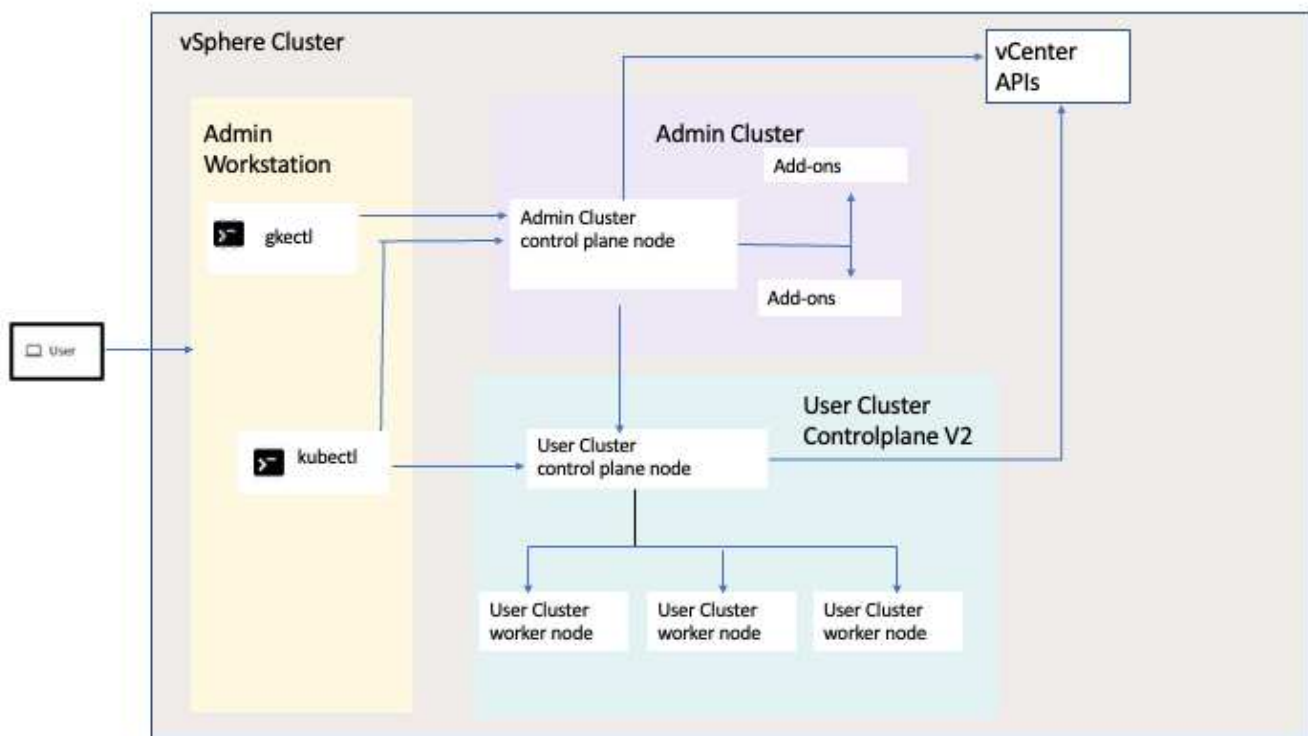 vSphere Cluster
vCenter
APIs
Admin
Workstation
Admin Cluster
Add-ons
gkectl
Admin Cluster
control plane node
Add-ons
User
User Cluster
Controlplane V2
kubectl
User Cluster
control plane node
User Cluster
worker node
User Cluster
worker node
User Cluster
worker node